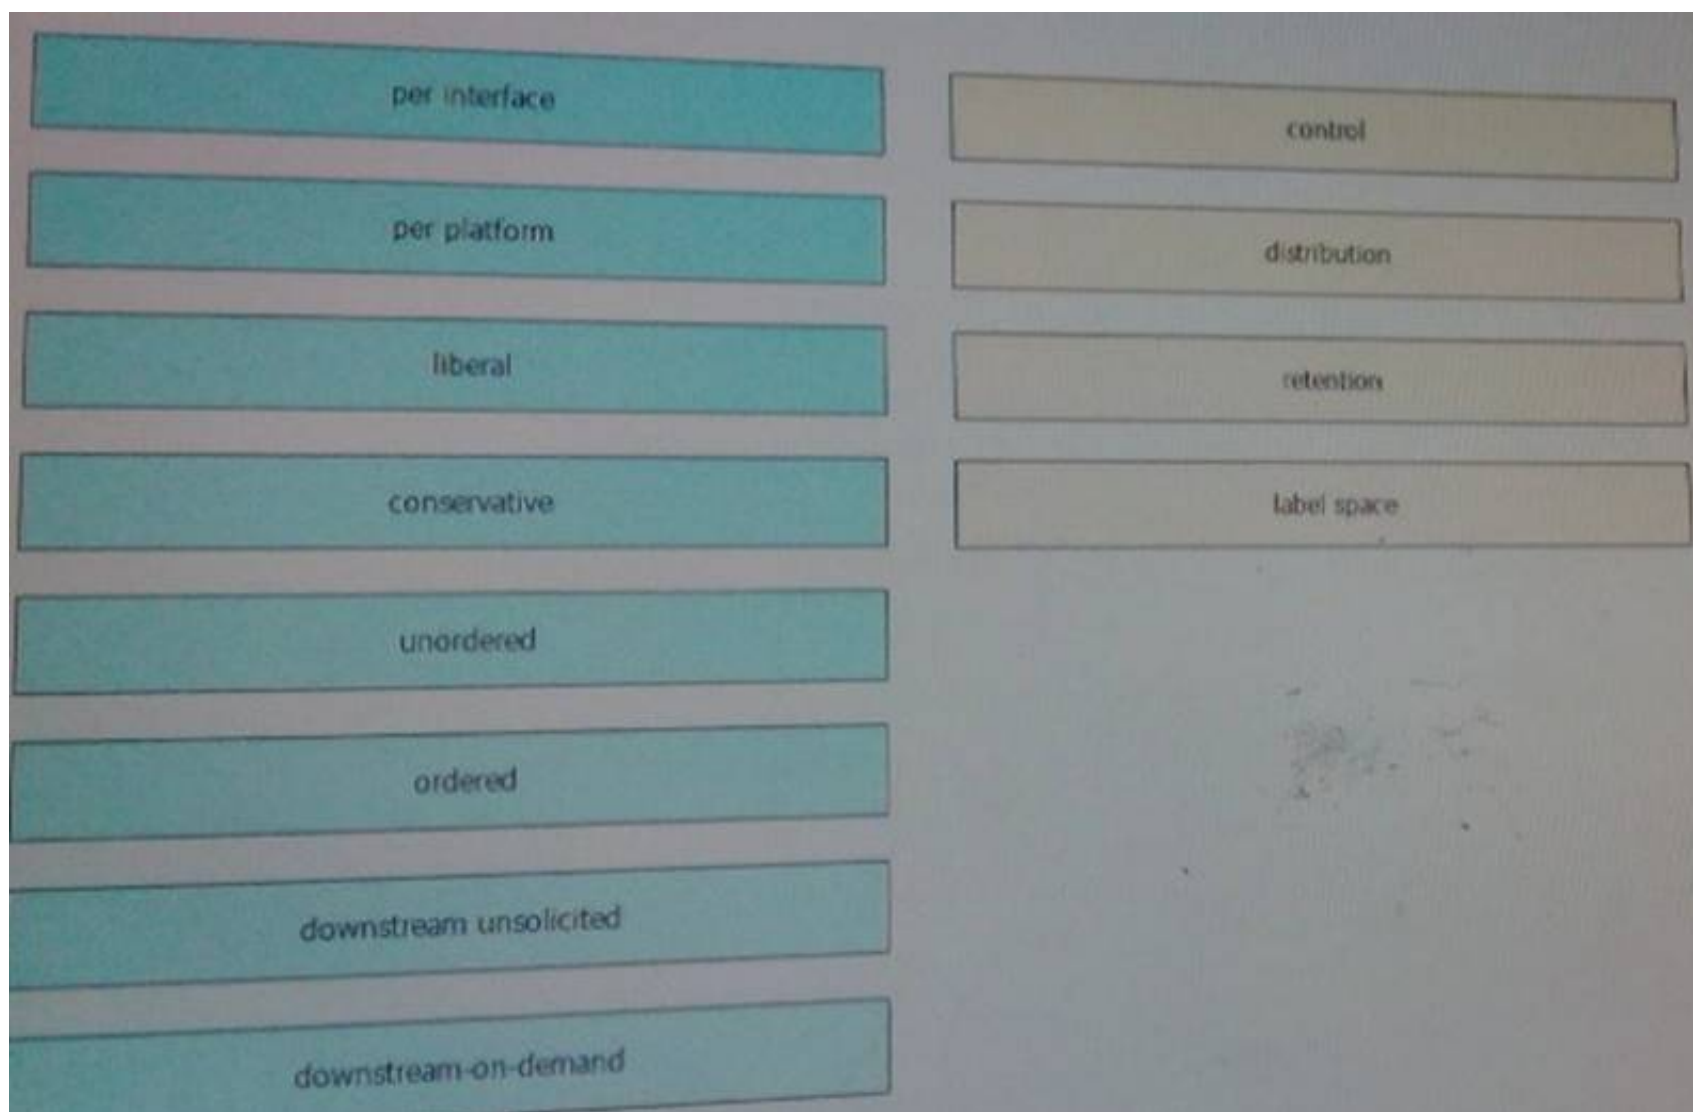 per interface
per platform
liberal
conservative
unordered
ordered
downstream unsolicited
downstream-on-demand
control
distribution
retention
label space